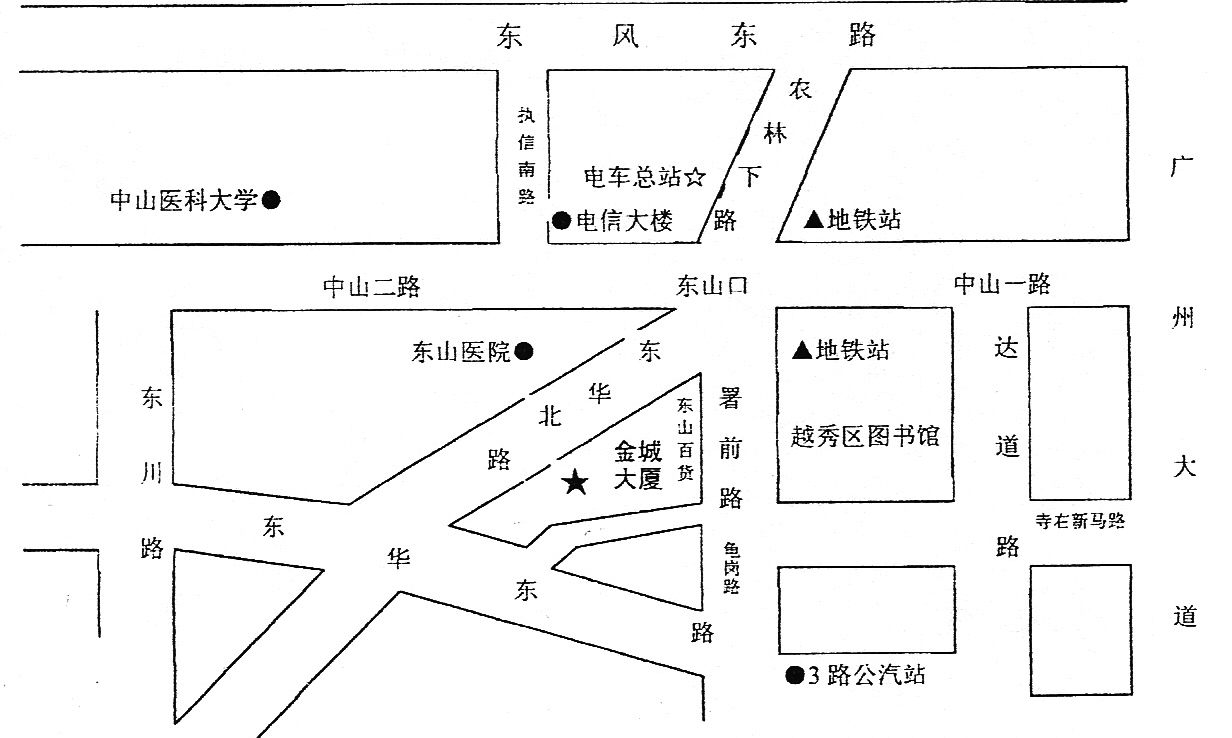 东风东路
执信南路
农林下路
广州大道
中山医科大学
电车总站
电信大楼
地铁站
中山二路
东山口
中山一路
东山医院
东华北路
地铁站
达道路
东川路
署前路
东山百货
金城
大厦
越秀区图书馆
寺右新马路
东华东路
龟岗路
3路公汽站